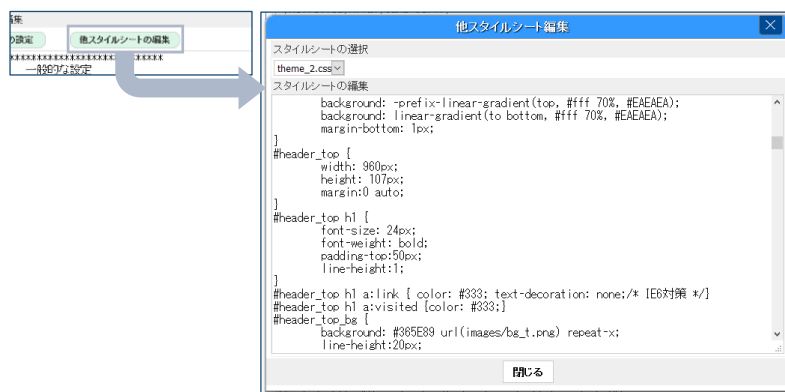 集
の設定
他スタイルシートの編集
********************************
一般的な設定
他スタイルシート編集
スタイルシートの選択
theme_2.css
スタイルシートの編集
background: -prefix-linear-gradient(top, #fff 70%, #EAEAEA);
background: linear-gradient(to bottom, #fff 70%, #EAEAEA);
margin-bottom: 1px;
}
#header_top {
width: 960px;
height: 107px;
margin:0 auto;
}
#header_top h1 {
font-size: 24px;
font-weight: bold;
padding-top:50px;
line-height:1;
}
#header_top h1 a:link { color: #333; text-decoration: none;/* IE6対策 */}
#header_top h1 a:visited {color: #333;}
#header_top_bg {
background: #365E89 url(images/bg_t.png) repeat-x;
line-height:20px;
閉じる